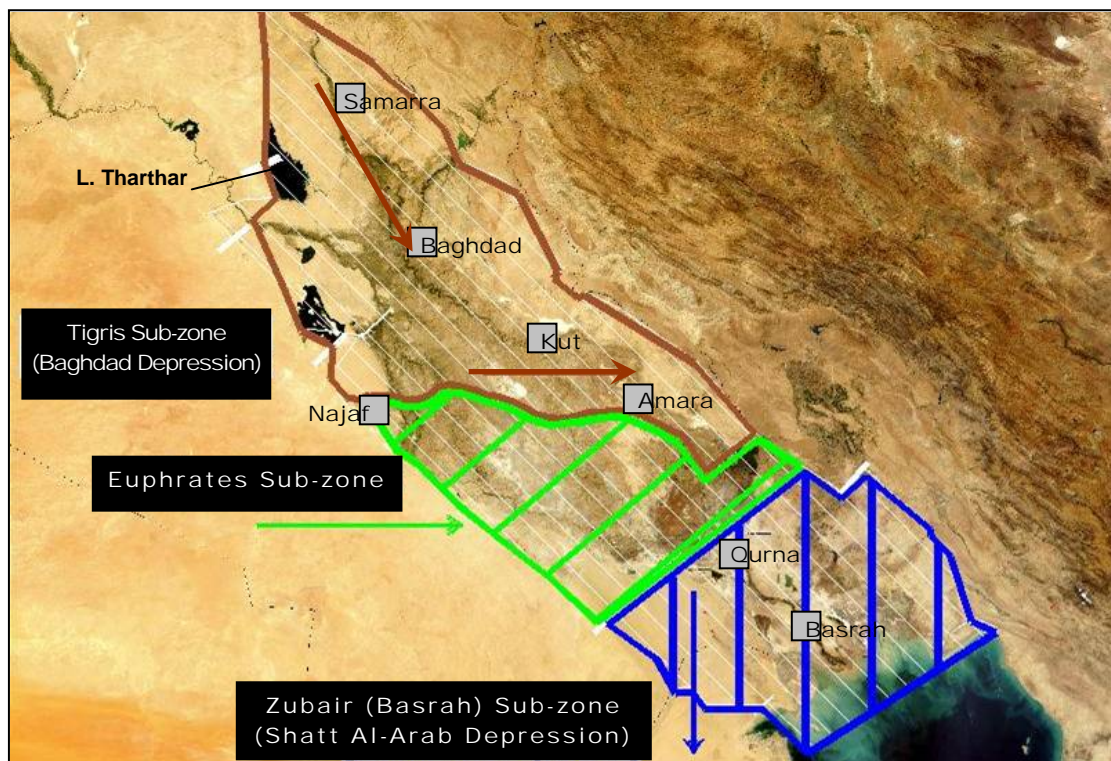 Samarra
L. Tharthar
Baghdad
Tigris Sub-zone
(Baghdad Depression)
Kut
Amara
Najaf
Euphrates Sub-zone
Qurna
Basrah
Zubair (Basrah) Sub-zone
(Shatt Al-Arab Depression)